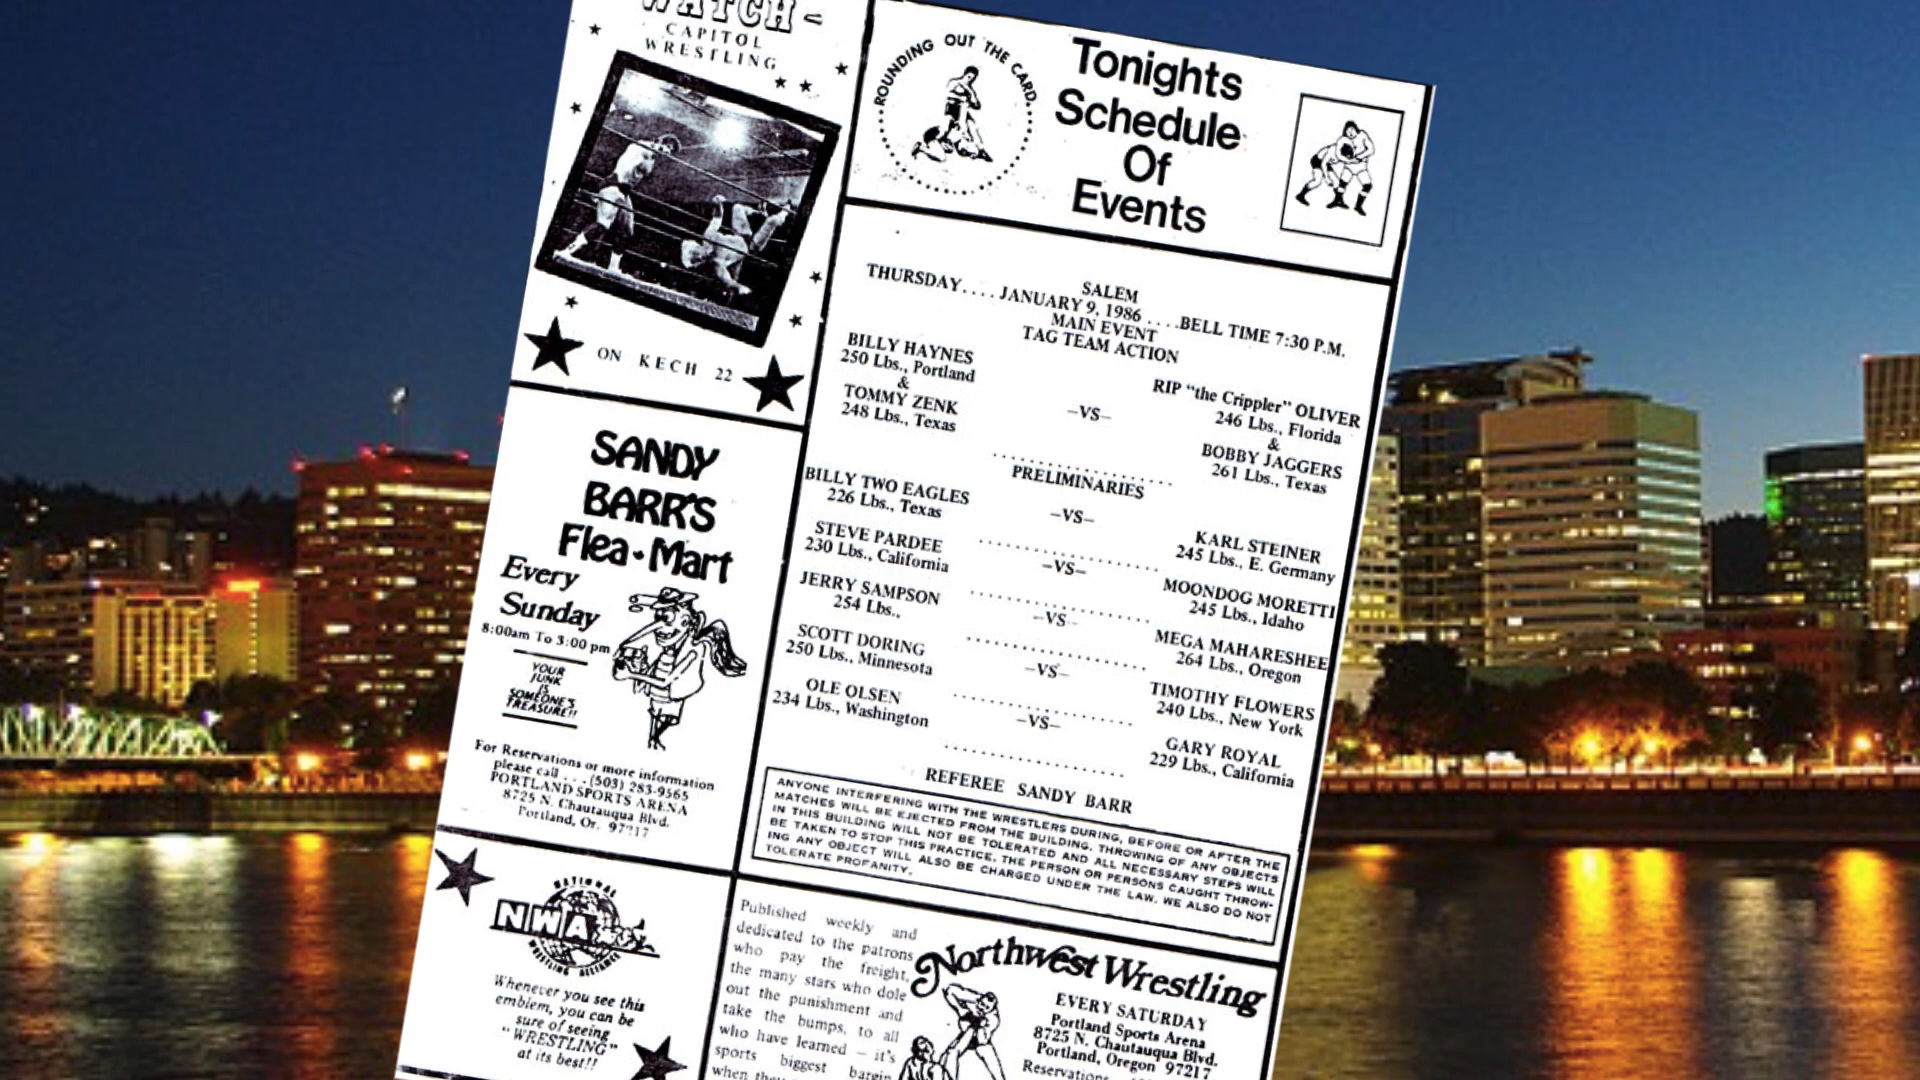 WATCH-
CAPITOL
WRESTLING
ON KECH 22
SANDY
BARR'S
Flea-Mart
Every
Sunday
8:00am To 3:00 pm
YOUR
JUNK
IS
SOMEONE'S
TREASURE!!
For Reservations or more information
please call . . . (503) 283-9565
PORTLAND SPORTS ARENA
8725 N. Chautauqua Blvd.
Portland, Or. 97217
NATIONAL
NWA
WRESTLING ALLIANCE
Whenever you see this
emblem, you can be
sure of seeing
"WRESTLING"
at its best!!
ROUNDING OUT THE CARD
Tonights
Schedule
Of
Events
SALEM
THURSDAY. . . . JANUARY 9, 1986 . . . .BELL TIME 7:30 P.M.
MAIN EVENT
TAG TEAM ACTION
BILLY HAYNES
250 Lbs., Portland
&
TOMMY ZENK
248 Lbs., Texas
–VS–
RIP "the Crippler" OLIVER
246 Lbs., Florida
&
BOBBY JAGGERS
261 Lbs., Texas
PRELIMINARIES
BILLY TWO EAGLES
226 Lbs., Texas
–VS–
KARL STEINER
245 Lbs., E. Germany
STEVE PARDEE
230 Lbs., California
–VS–
MOONDOG MORETTI
245 Lbs., Idaho
JERRY SAMPSON
254 Lbs.,
–VS–
MEGA MAHARESHEE
264 Lbs., Oregon
SCOTT DORING
250 Lbs., Minnesota
–VS–
TIMOTHY FLOWERS
240 Lbs., New York
OLE OLSEN
234 Lbs., Washington
–VS–
GARY ROYAL
229 Lbs., California
REFEREE SANDY BARR
ANYONE INTERFERING WITH THE WRESTLERS DURING, BEFORE OR AFTER THE
MATCHES WILL BE EJECTED FROM THE BUILDING. THROWING OF ANY OBJECTS
IN THIS BUILDING WILL NOT BE TOLERATED AND ALL NECESSARY STEPS WILL
BE TAKEN TO STOP THIS PRACTICE. THE PERSON OR PERSONS CAUGHT THROW-
ING ANY OBJECT WILL ALSO BE CHARGED UNDER THE LAW. WE ALSO DO NOT
TOLERATE PROFANITY.
Published weekly and
dedicated to the patrons
who pay the freight,
the many stars who dole
out the punishment and
take the bumps, to all
who have learned – it's
sports biggest bargin
when they
Northwest Wrestling
EVERY SATURDAY
Portland Sports Arena
8725 N. Chautauqua Blvd.
Portland, Oregon 97217
Reservations